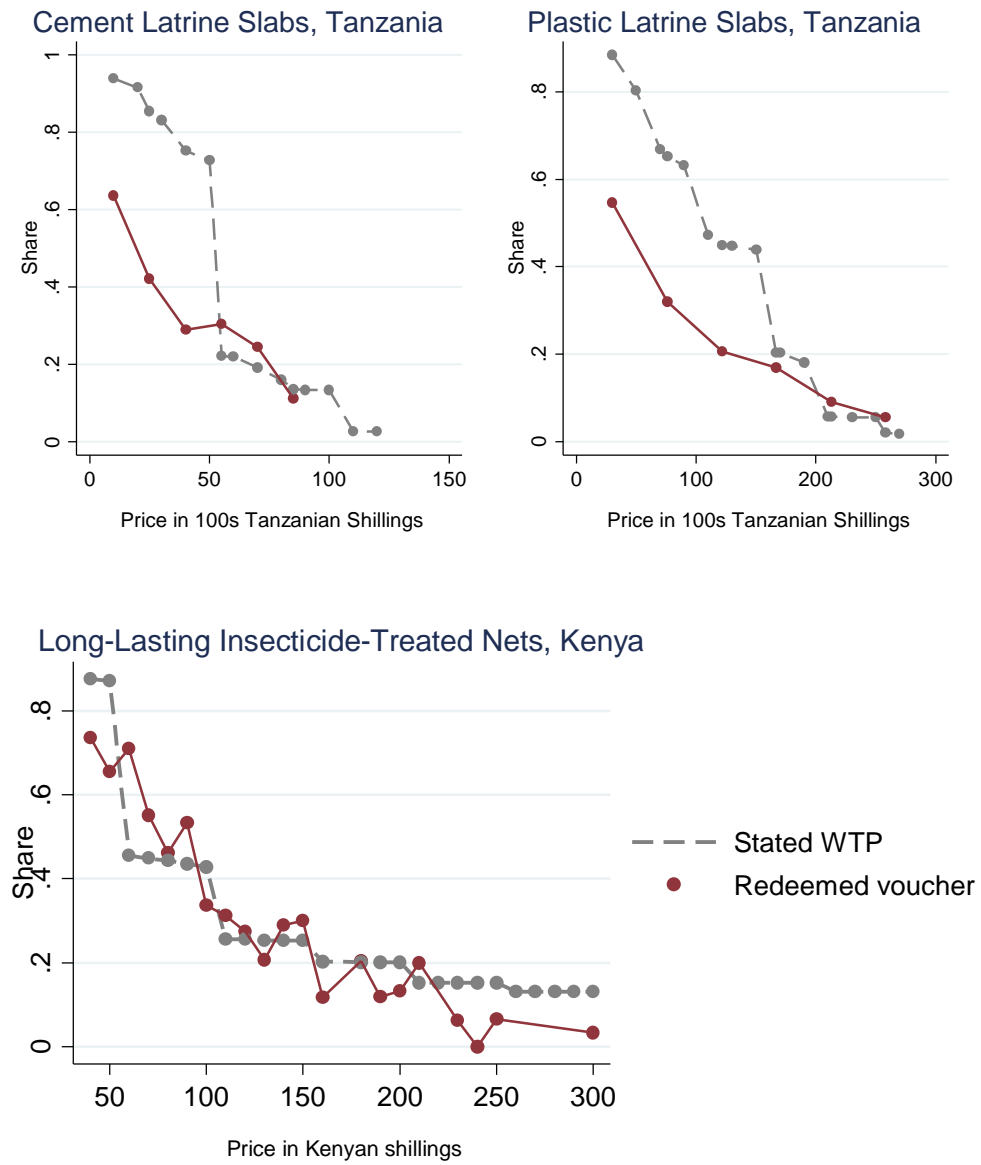 Cement Latrine Slabs, Tanzania
Share
0
.2
.4
.6
.8
1
0 50 100 150
Price in 100s Tanzanian Shillings
Plastic Latrine Slabs, Tanzania
Share
0
.2
.4
.6
.8
0 100 200 300
Price in 100s Tanzanian Shillings
Long-Lasting Insecticide-Treated Nets, Kenya
Share
0
.2
.4
.6
.8
50 100 150 200 250 300
Price in Kenyan shillings
Stated WTP
Redeemed voucher